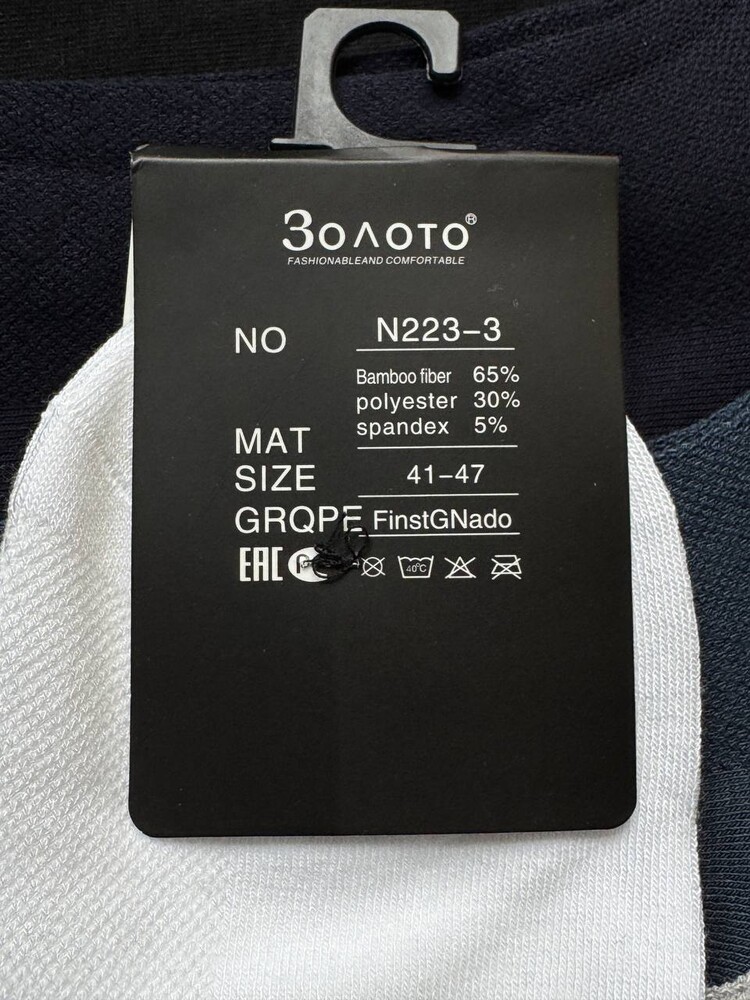 Золото®
FASHIONABLEAND COMFORTABLE
NO N223-3
Bamboo fiber 65%
polyester 30%
MAT spandex 5%
SIZE 41-47
GRQPE FinstGNado
EAC 40°C